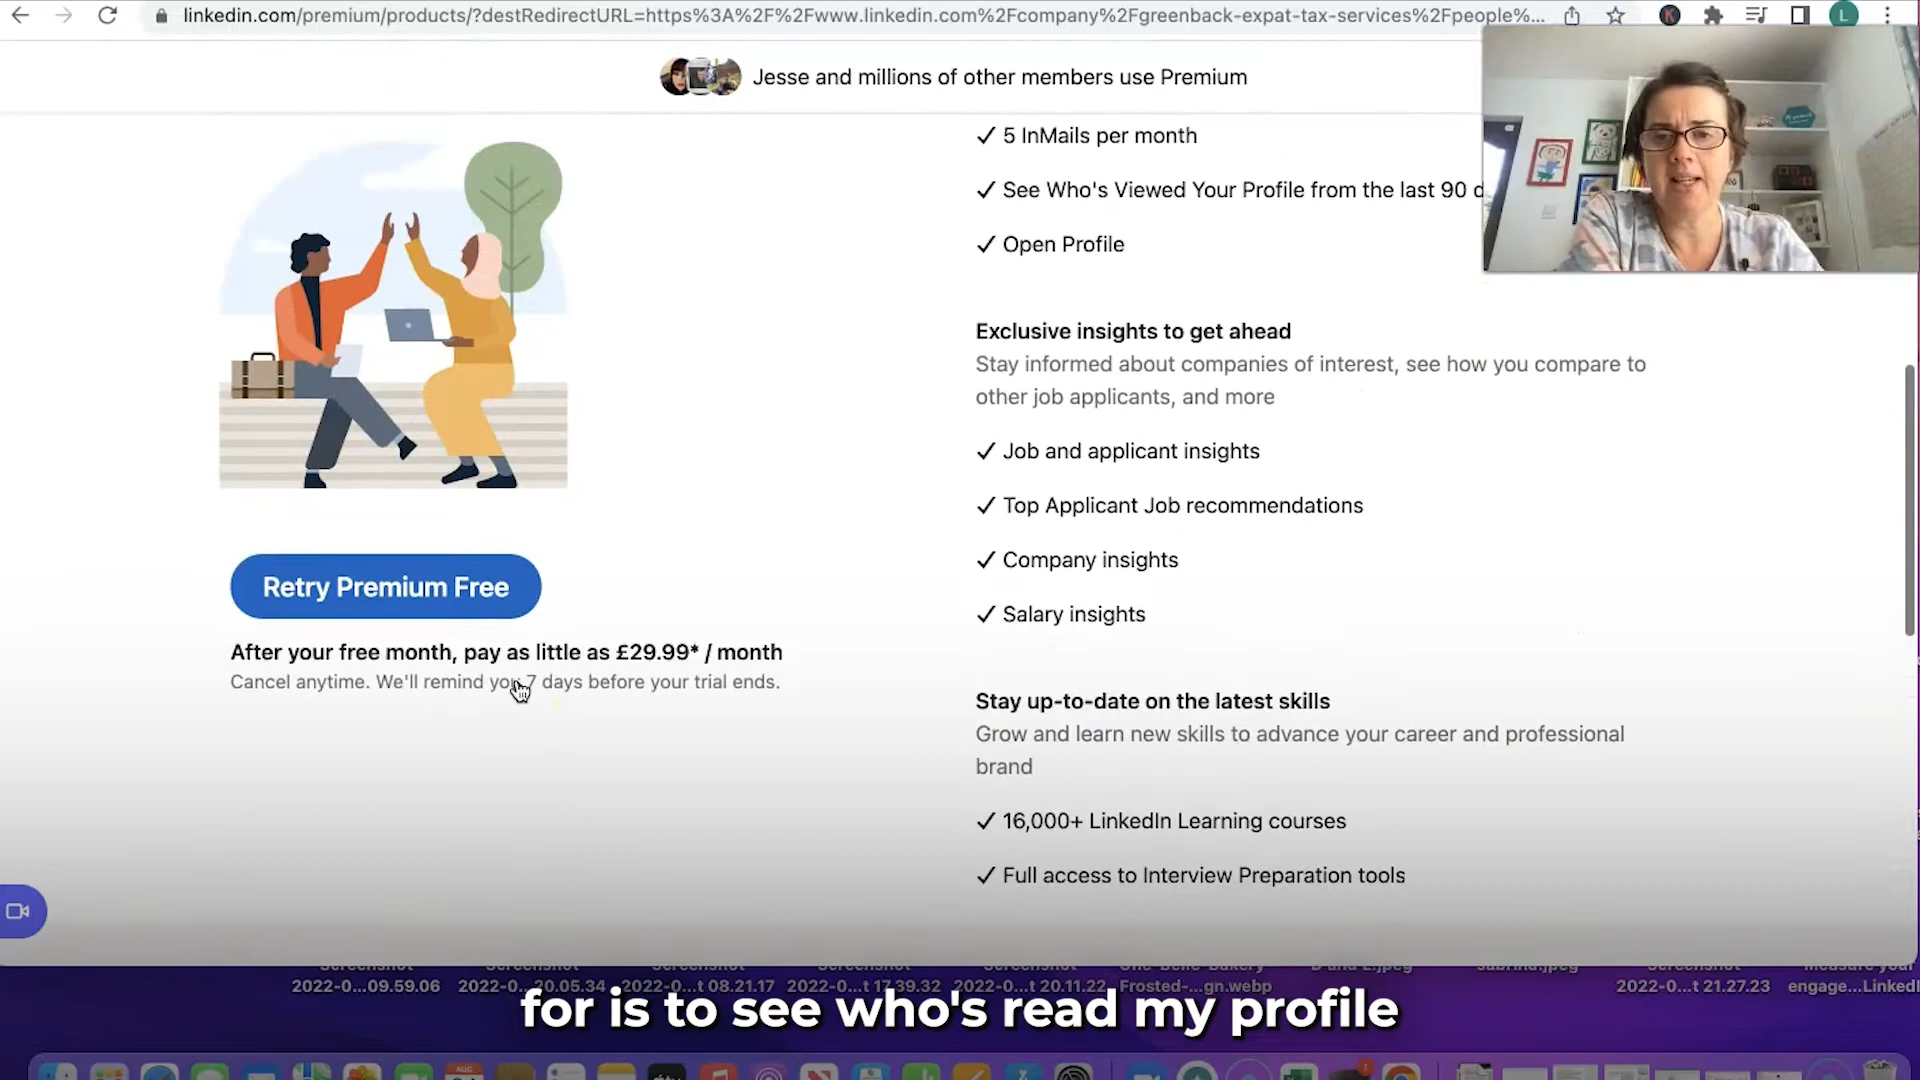 linkedin.com/premium/products/?destRedirectURL=https%3A%2F%2Fwww.linkedin.com%2Fcompany%2Fgreenback-expat-tax-services%2Fpeople%...
L
Jesse and millions of other members use Premium
✓ 5 InMails per month
✓ See Who's Viewed Your Profile from the last 90 d
✓ Open Profile
Exclusive insights to get ahead
Stay informed about companies of interest, see how you compare to
other job applicants, and more
✓ Job and applicant insights
✓ Top Applicant Job recommendations
✓ Company insights
✓ Salary insights
Retry Premium Free
After your free month, pay as little as £29.99* / month
Cancel anytime. We'll remind you 7 days before your trial ends.
Stay up-to-date on the latest skills
Grow and learn new skills to advance your career and professional
brand
✓ 16,000+ LinkedIn Learning courses
✓ Full access to Interview Preparation tools
2022-0...09.59.06 2022-0...20.05.34 t 08.21.17 t 17.39.32 2022-0...t 20.11.22 Frosted-...gn.webp 2022-0...t 21.27.23 engage...LinkedI
for is to see who's read my profile